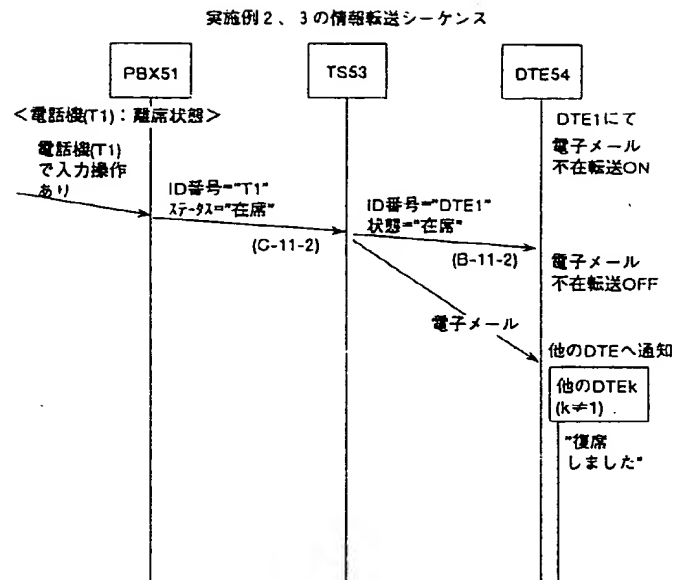 実施例2、3の情報転送シーケンス
PBX51
TS53
DTE54
<電話機(T1):離席状態>
電話機(T1)
で入力操作
あり
ID番号="T1"
ステータス="在席"
(C-11-2)
ID番号="DTE1"
状態="在席"
(B-11-2)
DTE1にて
電子メール
不在転送ON
電子メール
不在転送OFF
電子メール
他のDTEへ通知
他のDTEk
(k≠1)
"復席
しました"